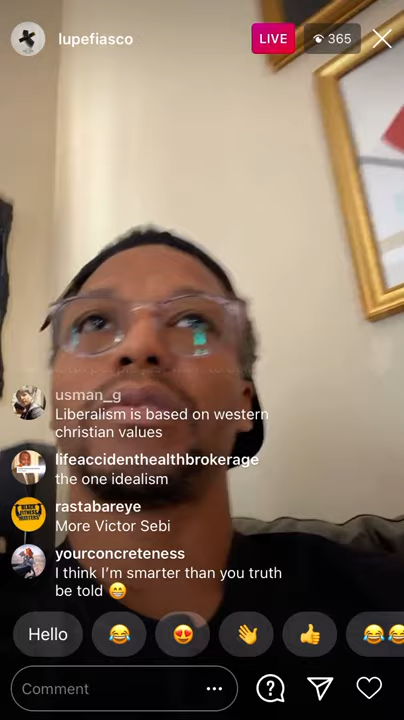 lupefiasco
LIVE
365
usman_g
Liberalism is based on western
christian values
lifeaccidenthealthbrokerage
the one idealism
rastabareye
More Victor Sebi
yourconcreteness
I think I'm smarter than you truth
be told 😁
Hello
Comment